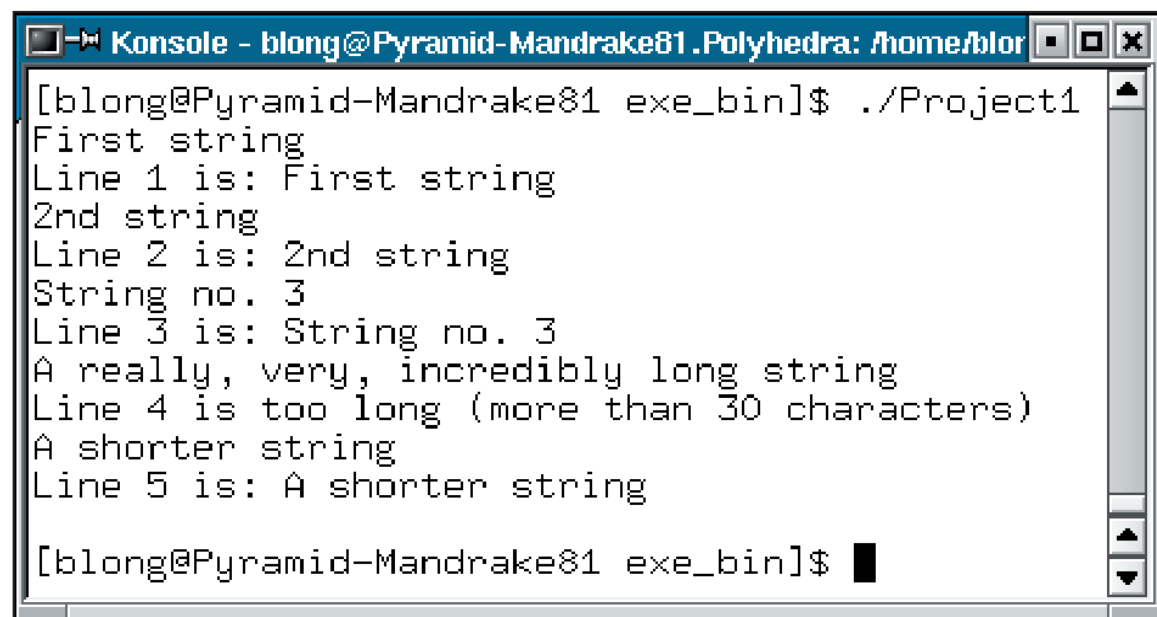 Konsole - blong@Pyramid-Mandrake81.Polyhedra: /home/blor
[blong@Pyramid-Mandrake81 exe_bin]$ ./Project1
First string
Line 1 is: First string
2nd string
Line 2 is: 2nd string
String no. 3
Line 3 is: String no. 3
A really, very, incredibly long string
Line 4 is too long (more than 30 characters)
A shorter string
Line 5 is: A shorter string
[blong@Pyramid-Mandrake81 exe_bin]$